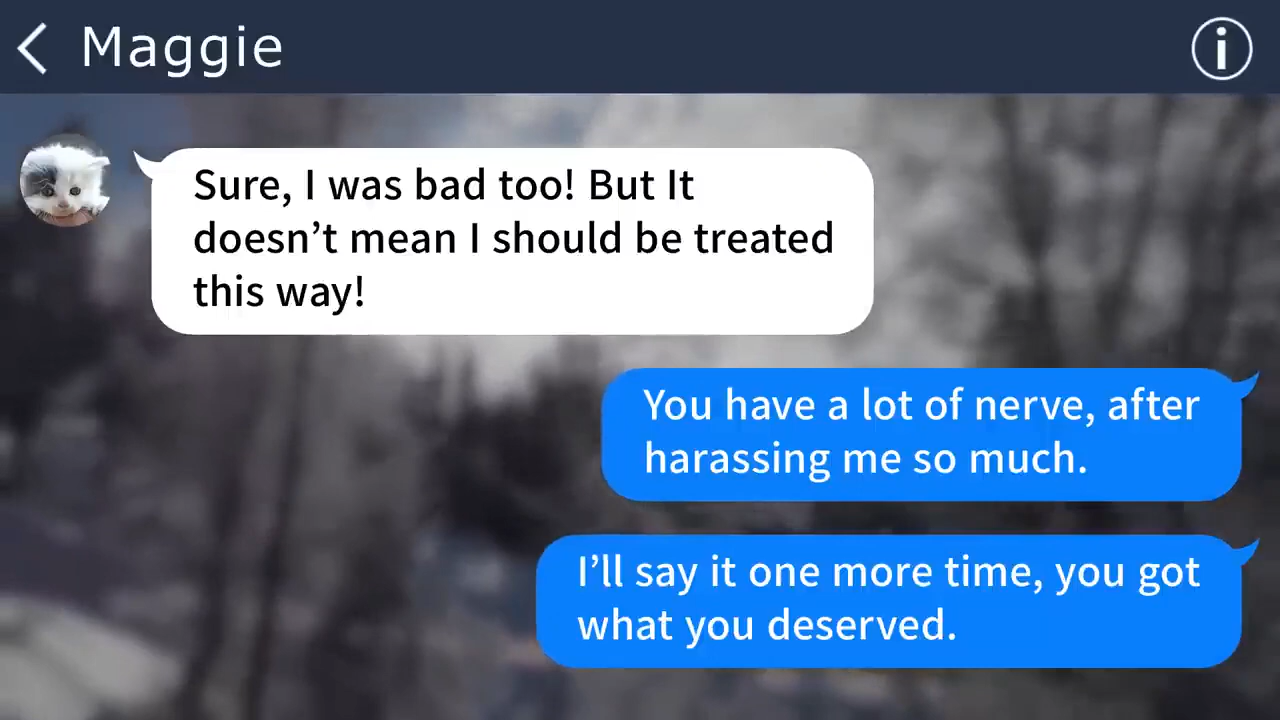 Maggie
Sure, I was bad too! But It
doesn’t mean I should be treated
this way!
You have a lot of nerve, after
harassing me so much.
I’ll say it one more time, you got
what you deserved.